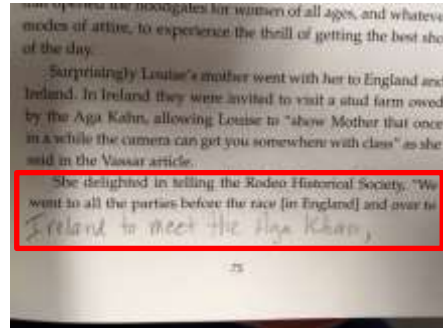 opened the floodgates for women of all ages, and whatever
modes of attire, to experience the thrill of getting the best sho
of the day.
Surprisingly Louise's mother went with her to England and
Ireland. In Ireland they were invited to visit a stud farm owed
by the Aga Kahn, allowing Louise to "show Mother that once
in a while the camera can get you somewhere with class" as she
said in the Vassar article.
She delighted in telling the Rodeo Historical Society, "We
went to all the parties before the race [in England] and over to
Ireland to meet the Aga Khan,
75